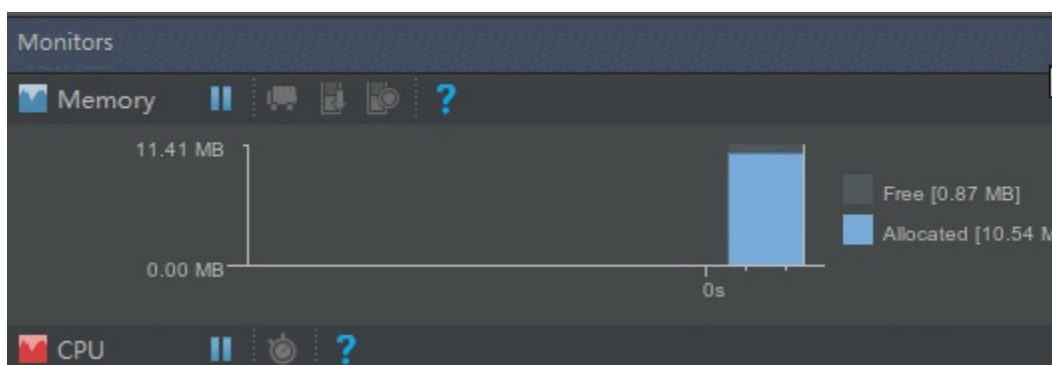 Monitors
Memory ?
11.41 MB
Free [0.87 MB]
Allocated [10.54 M
0.00 MB
0s
CPU ?